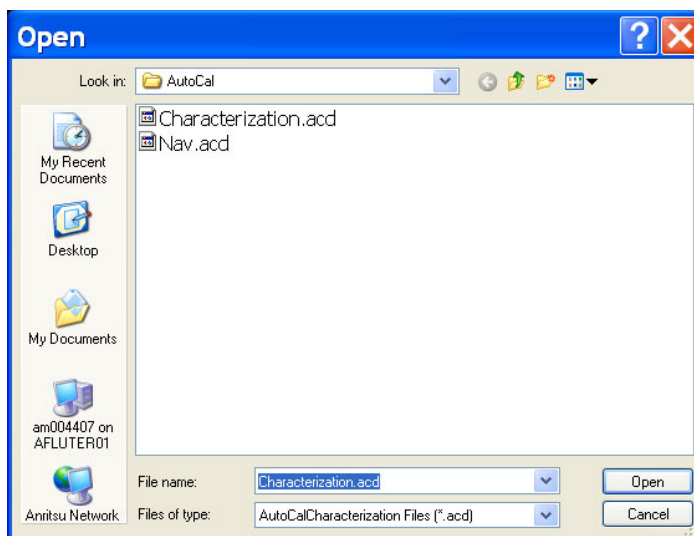 Open
Look in: AutoCal
Characterization.acd
Nav.acd
My Recent
Documents
Desktop
My Documents
am004407 on
AFLUTER01
Anritsu Network
File name: Characterization.acd Open
Files of type: AutoCalCharacterization Files (*.acd) Cancel